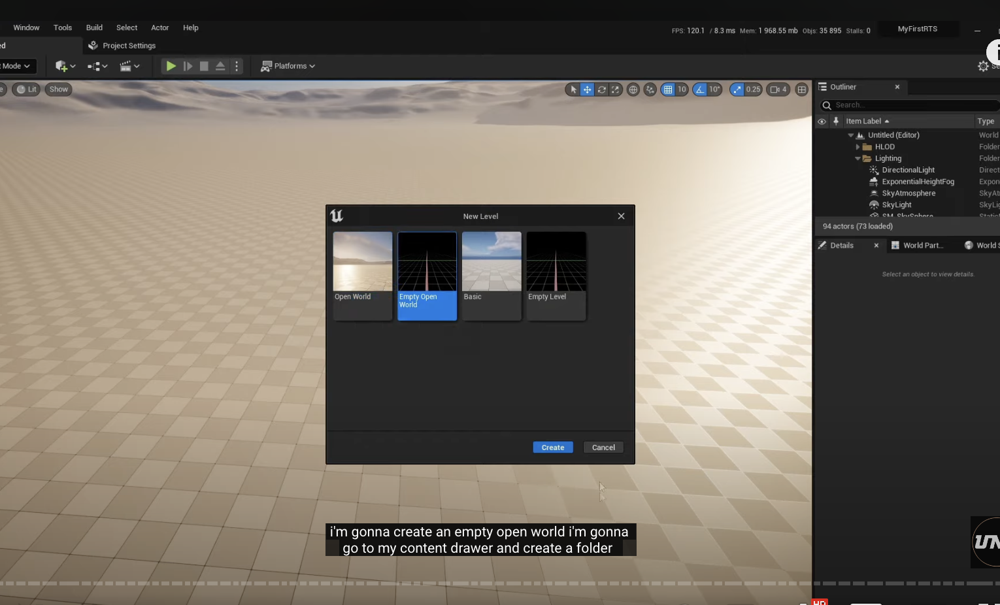 Window Tools Build Select Actor Help
FPS: 120.1 / 8.3 ms Mem: 1 968.55 mb Objs: 35 895 Stalls: 0
MyFirstRTS
Project Settings
Mode
Platforms
Lit Show
10 10° 0.25 4
Outliner
Search...
Item Label Type
Untitled (Editor) World
HLOD Folder
Lighting Folder
DirectionalLight Direct
ExponentialHeightFog Expon
SkyAtmosphere SkyAt
SkyLight SkyLig
SM_SkySphere Static
94 actors (73 loaded)
Details World Part... World S
Select an object to view details.
New Level
Open World
Empty Open
World
Basic
Empty Level
Create Cancel
i'm gonna create an empty open world i'm gonna
go to my content drawer and create a folder
UN
HD